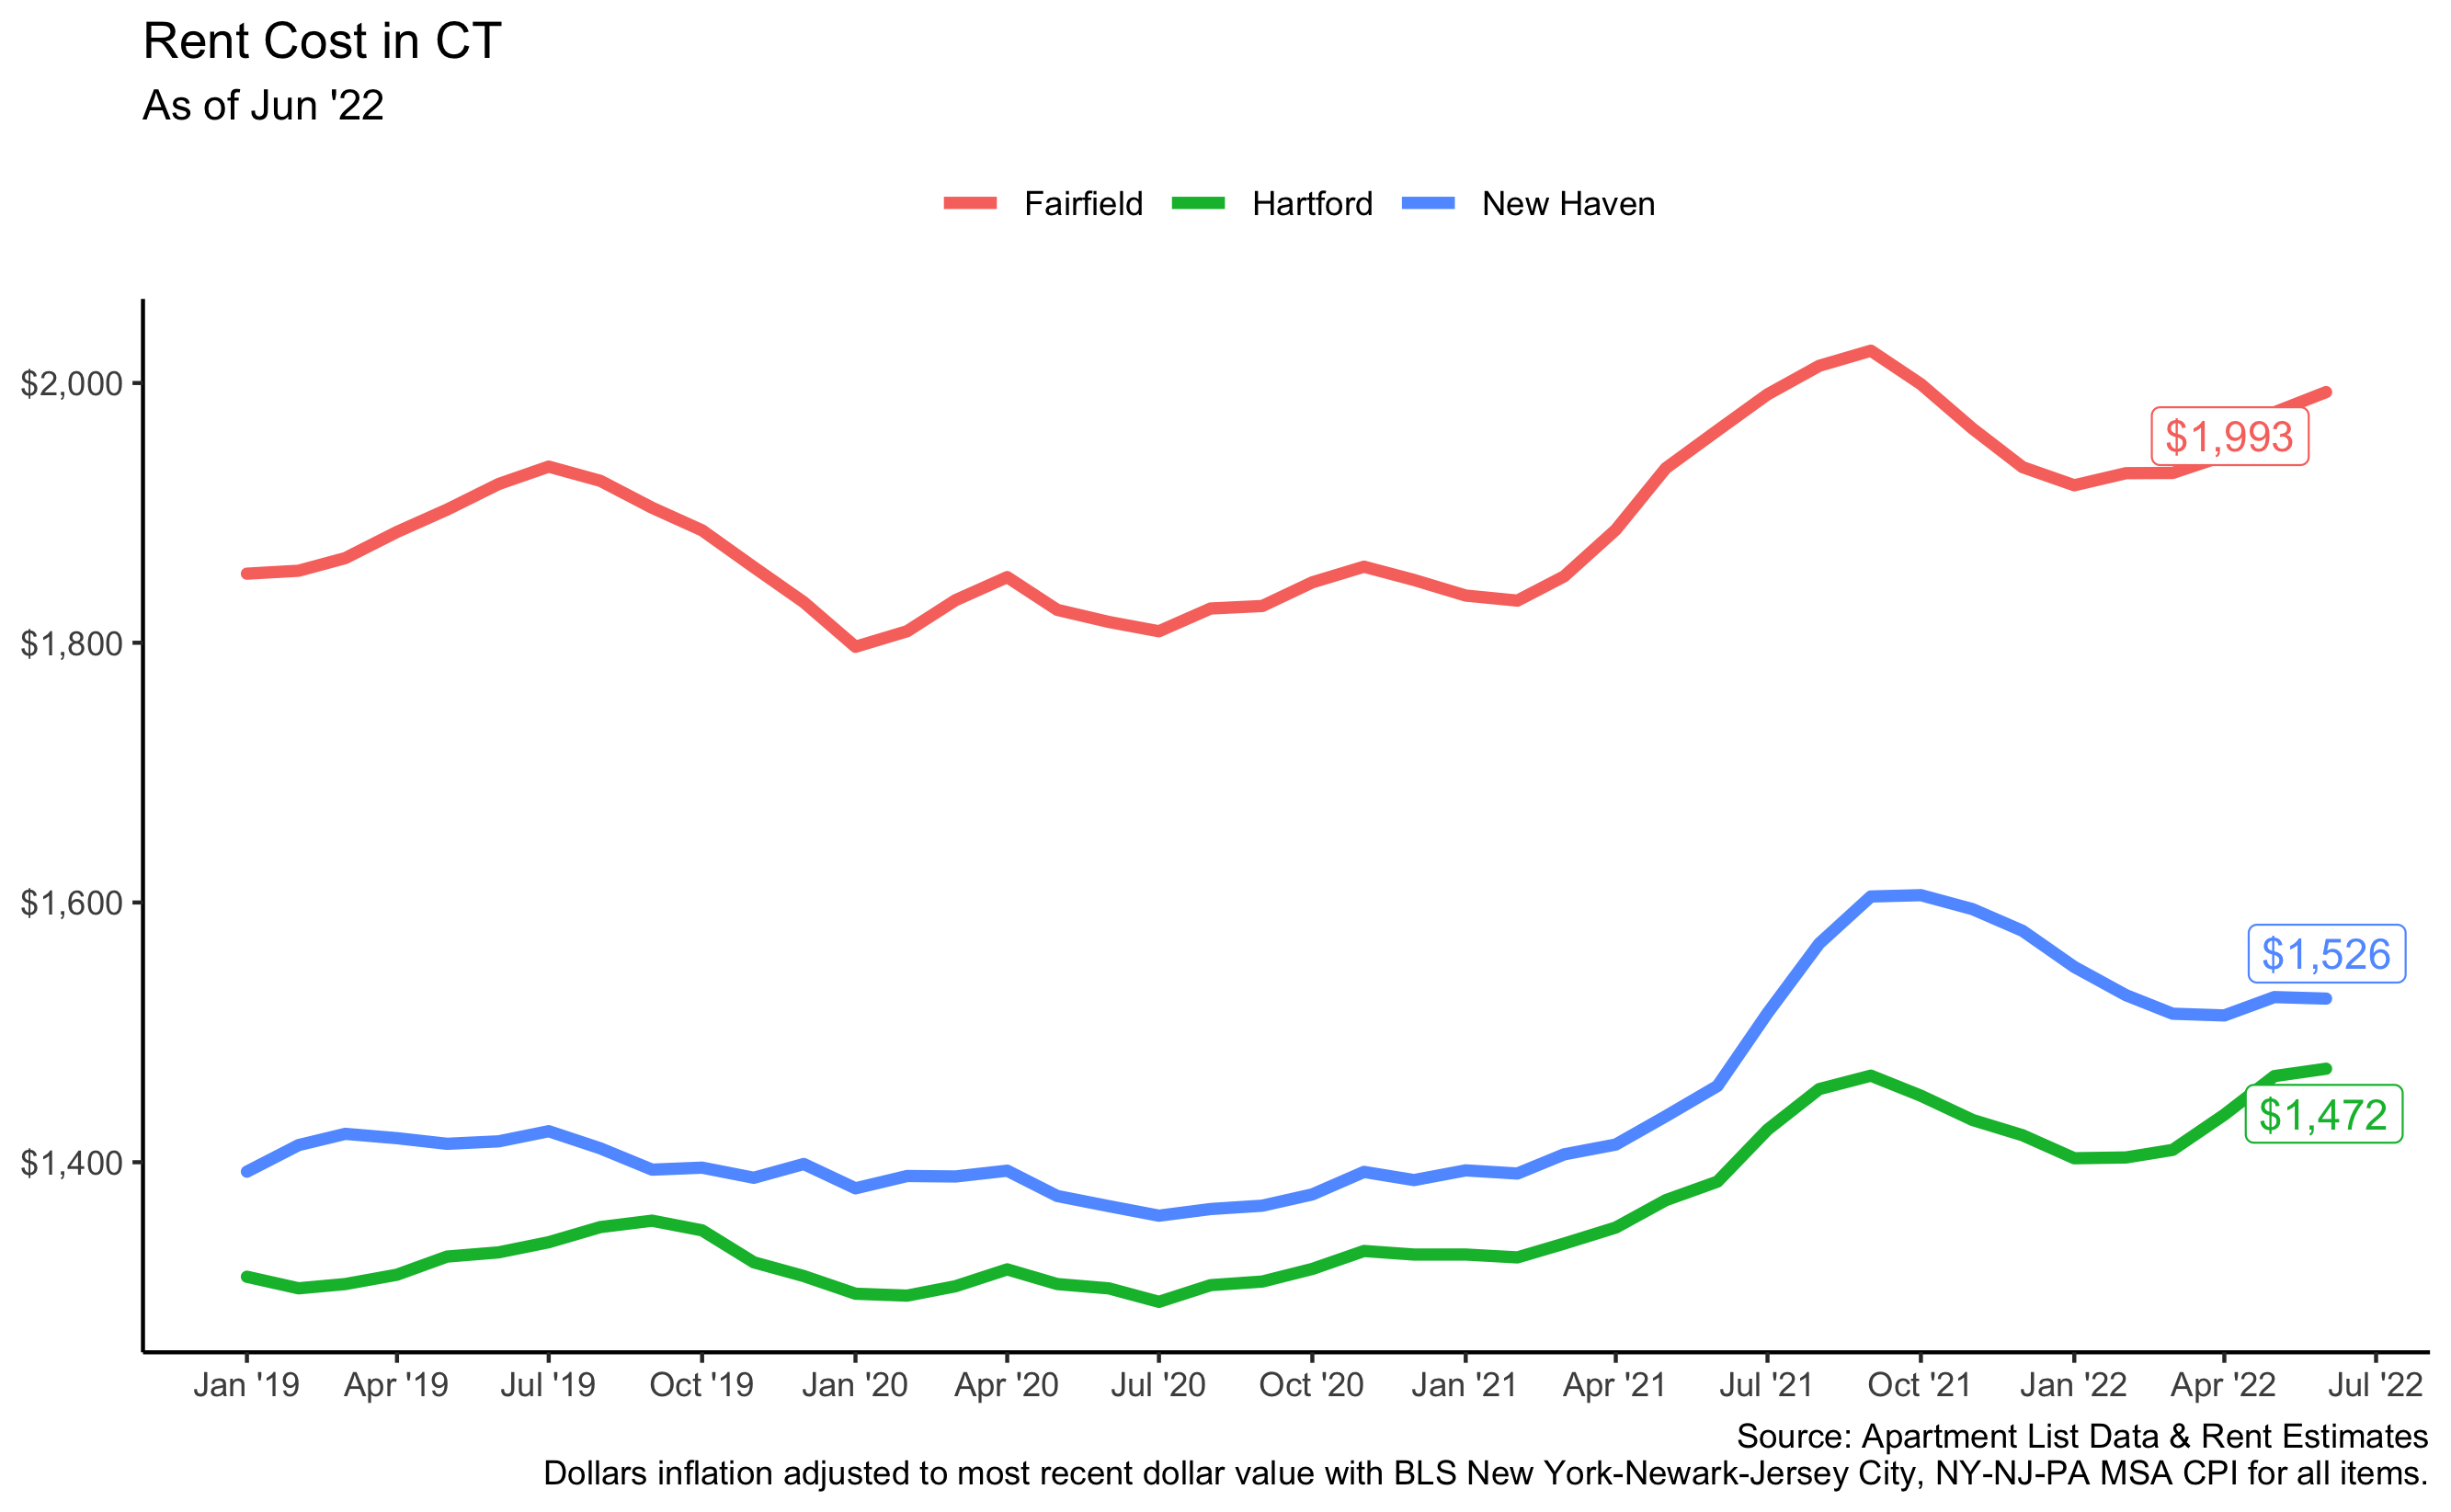 Rent Cost in CT
As of Jun '22
Fairfield Hartford New Haven
$2,000
$1,800
$1,600
$1,400
$1,993
$1,526
$1,472
Jan '19 Apr '19 Jul '19 Oct '19 Jan '20 Apr '20 Jul '20 Oct '20 Jan '21 Apr '21 Jul '21 Oct '21 Jan '22 Apr '22 Jul '22
Source: Apartment List Data & Rent Estimates
Dollars inflation adjusted to most recent dollar value with BLS New York-Newark-Jersey City, NY-NJ-PA MSA CPI for all items.